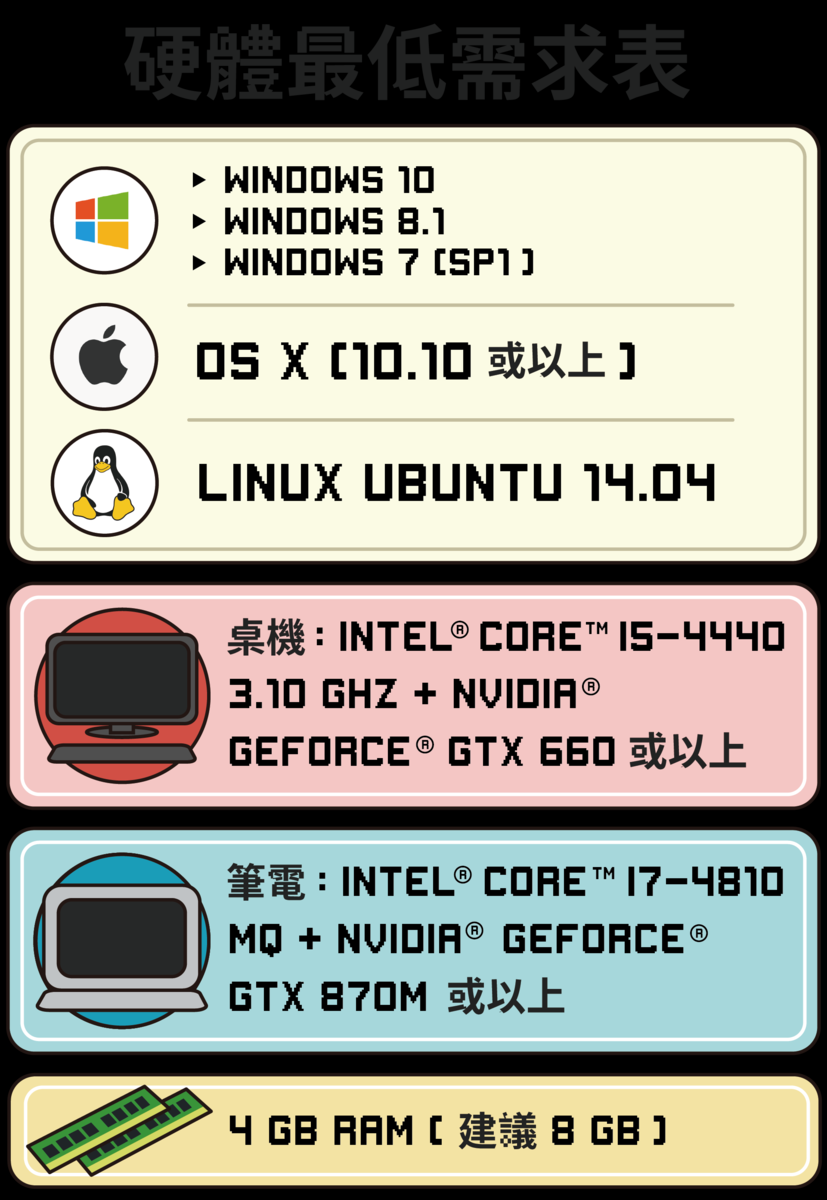 硬體最低需求表
▶ WINDOWS 10
▶ WINDOWS 8.1
▶ WINDOWS 7 (SP1)
OS X (10.10 或以上)
LINUX UBUNTU 14.04
桌機：INTEL® CORE™ I5-4440
3.10 GHZ + NVIDIA®
GEFORCE® GTX 660 或以上
筆電：INTEL® CORE™ I7-4810
MQ + NVIDIA® GEFORCE®
GTX 870M 或以上
4 GB RAM ( 建議 8 GB )